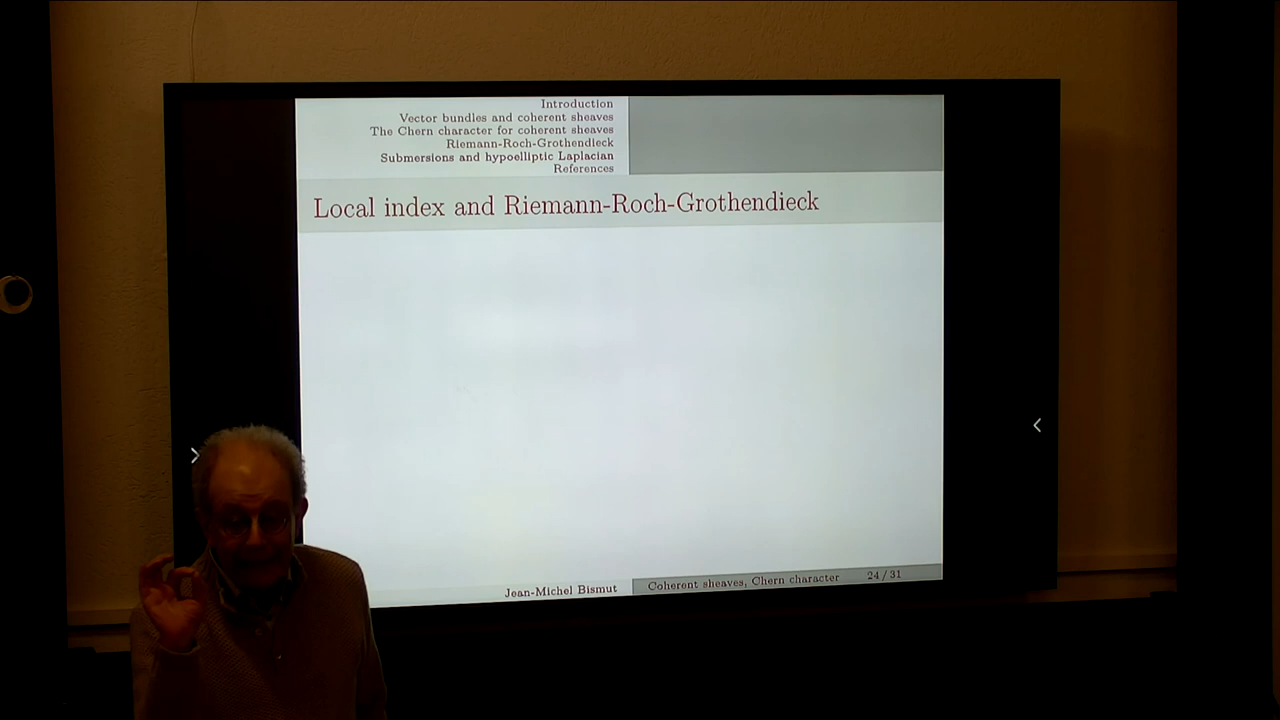 Introduction
Vector bundles and coherent sheaves
The Chern character for coherent sheaves
Riemann-Roch-Grothendieck
Submersions and hypoelliptic Laplacian
References
Local index and Riemann-Roch-Grothendieck
Jean-Michel Bismut
Coherent sheaves, Chern character
24 / 31